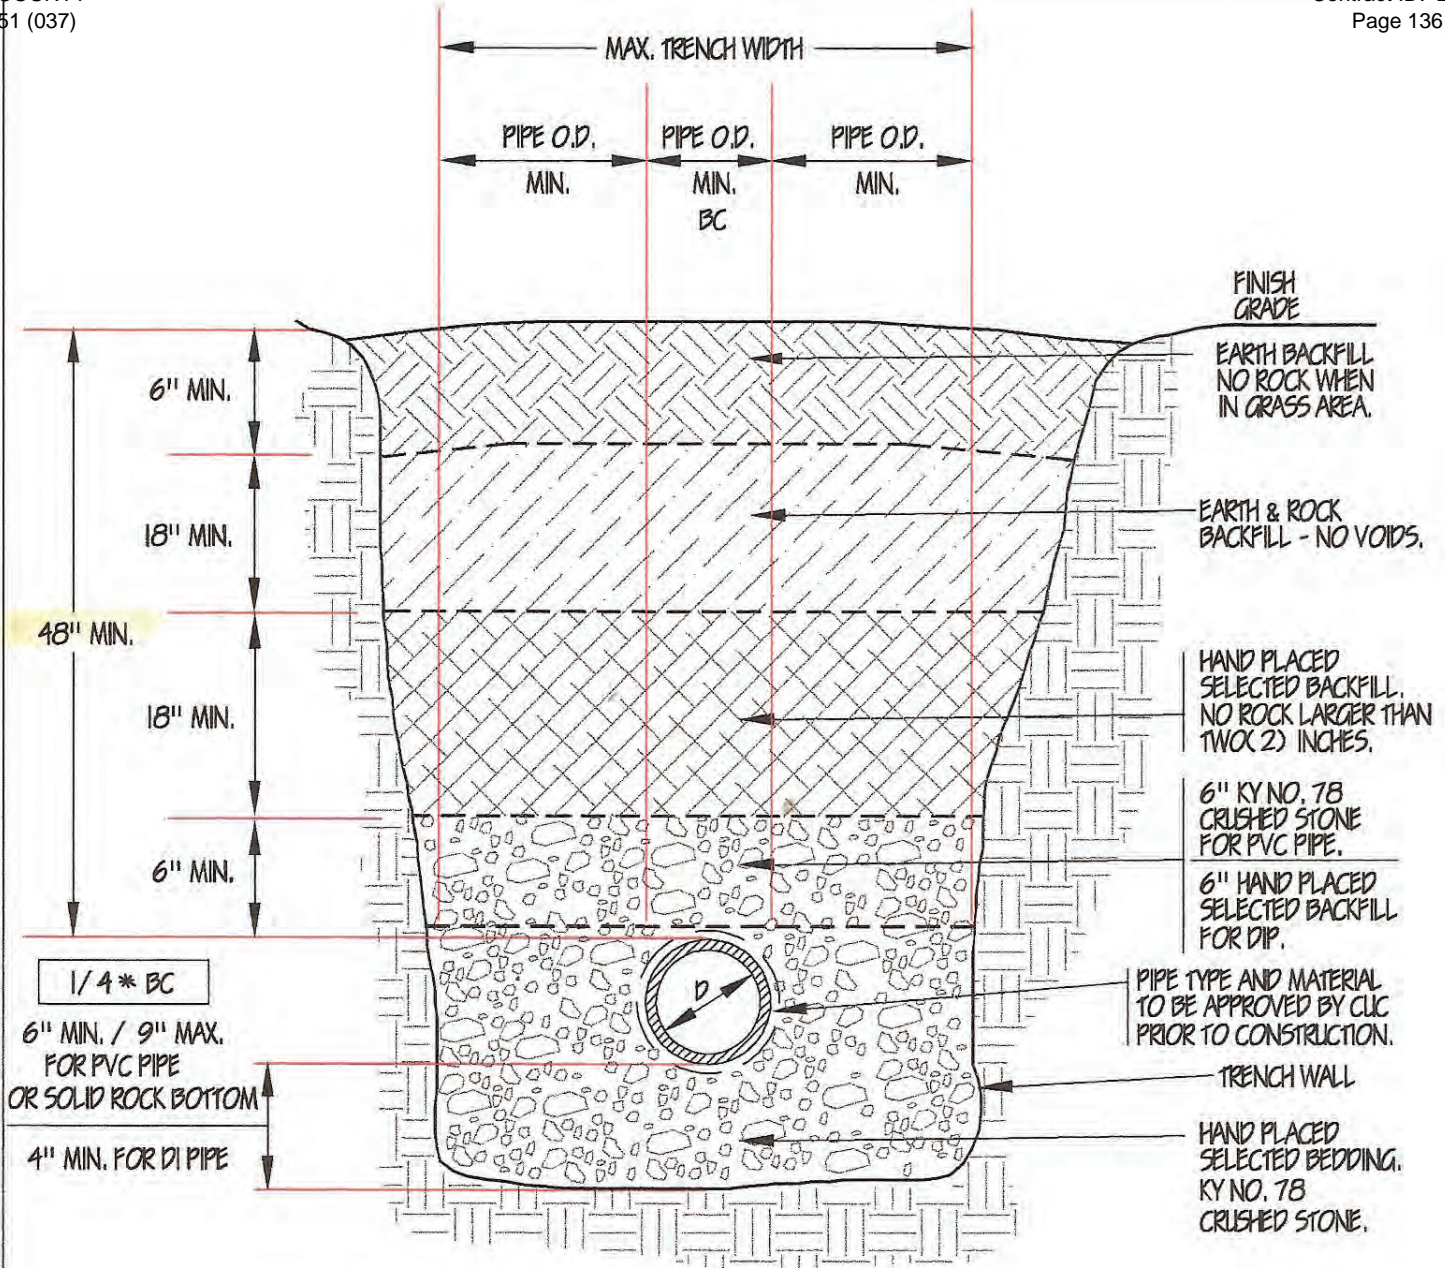 51 (037)
Page 136
MAX. TRENCH WIDTH
PIPE O.D.
MIN.
PIPE O.D.
MIN.
BC
PIPE O.D.
MIN.
FINISH
GRADE
EARTH BACKFILL
NO ROCK WHEN
IN GRASS AREA.
6" MIN.
18" MIN.
EARTH & ROCK
BACKFILL - NO VOIDS.
48" MIN.
18" MIN.
HAND PLACED
SELECTED BACKFILL.
NO ROCK LARGER THAN
TWO(2) INCHES.
6" MIN.
6" KY NO. 78
CRUSHED STONE
FOR PVC PIPE.
6" HAND PLACED
SELECTED BACKFILL
FOR DIP.
1/4 * BC
6" MIN. / 9" MAX.
FOR PVC PIPE
OR SOLID ROCK BOTTOM
4" MIN. FOR DI PIPE
D
PIPE TYPE AND MATERIAL
TO BE APPROVED BY CUC
PRIOR TO CONSTRUCTION.
TRENCH WALL
HAND PLACED
SELECTED BEDDING.
KY NO. 78
CRUSHED STONE.